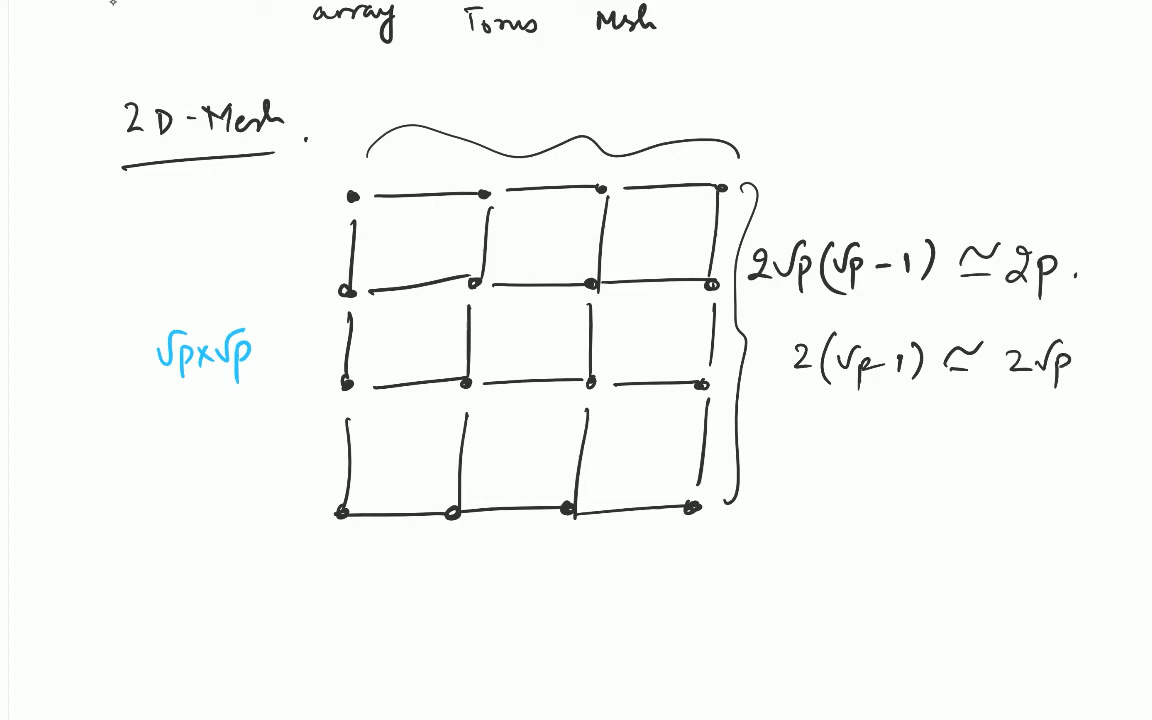 array Torus Mesh
2D-Mesh.
2√p(√p-1) ≃ 2p.
√p×√p
2(√p-1) ≃ 2√p